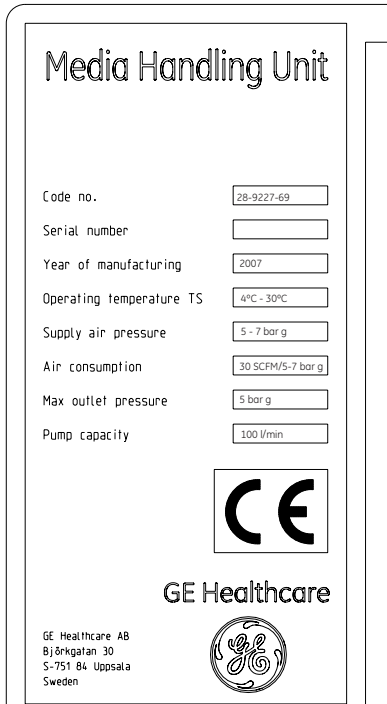 Media Handling Unit
Code no. 28-9227-69
Serial number
Year of manufacturing 2007
Operating temperature TS 4ºC - 30ºC
Supply air pressure 5 - 7 bar g
Air consumption 30 SCFM/5-7 bar g
Max outlet pressure 5 bar g
Pump capacity 100 l/min
CE
GE Healthcare
GE Healthcare AB
Björkgatan 30
S-751 84 Uppsala
Sweden
GE